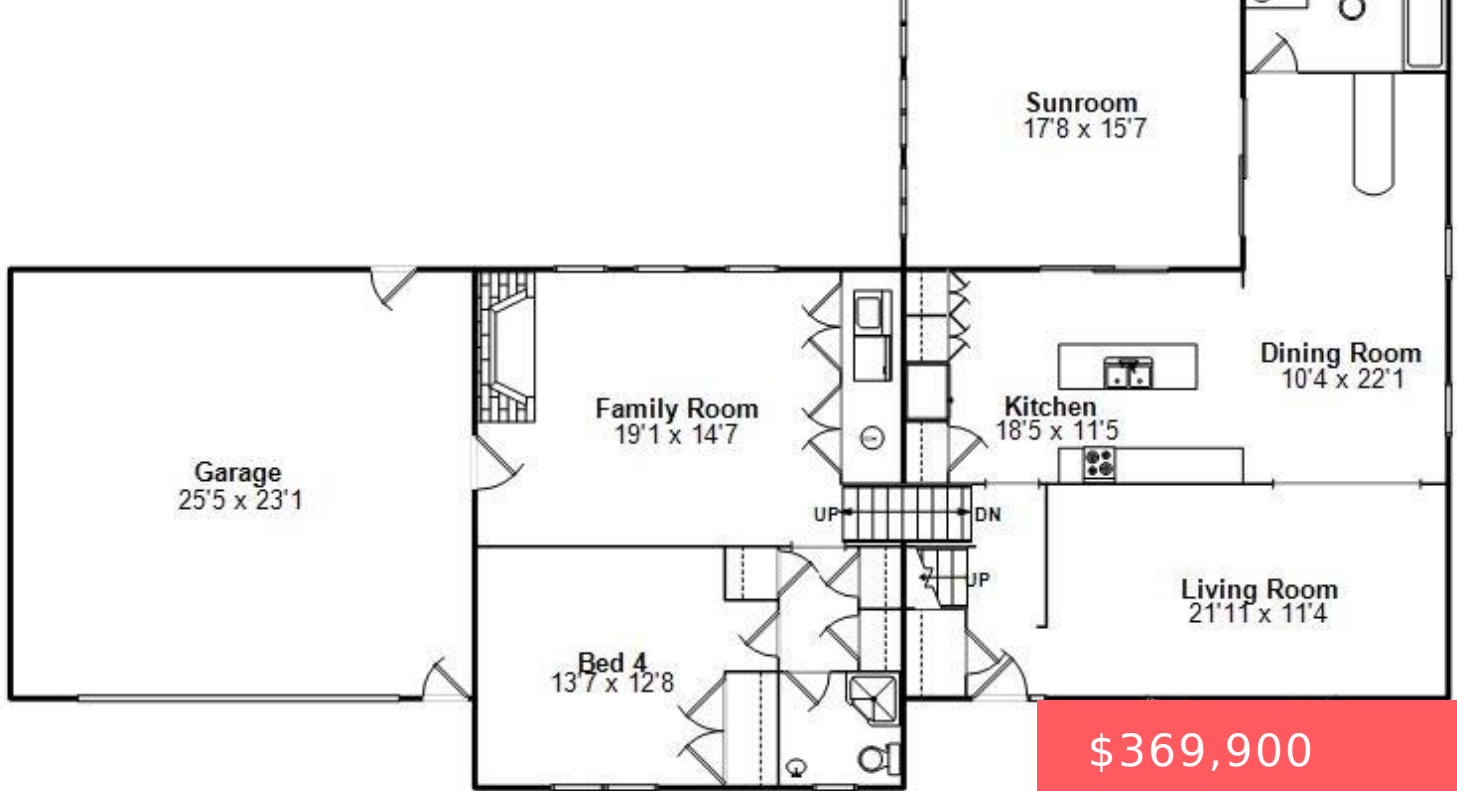 Sunroom
17'8 x 15'7
Dining Room
10'4 x 22'1
Family Room
19'1 x 14'7
Kitchen
18'5 x 11'5
Garage
25'5 x 23'1
UP
DN
UP
Living Room
21'11 x 11'4
Bed 4
13'7 x 12'8
$369,900